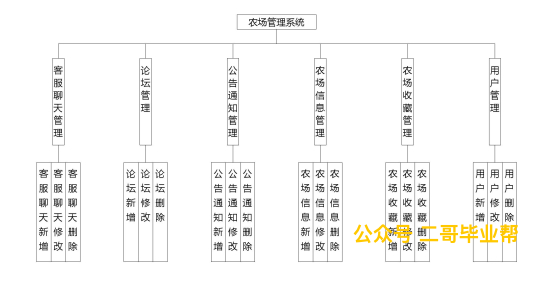 农场管理系统
客服聊天管理
论坛管理
公告通知管理
农场信息管理
农场收藏管理
用户管理
客服聊天新增
客服聊天修改
客服聊天删除
论坛新增
论坛修改
论坛删除
公告通知新增
公告通知修改
公告通知删除
农场信息新增
农场信息修改
农场信息删除
农场收藏新增
农场收藏修改
农场收藏删除
用户新增
用户修改
用户删除
公众号 二哥毕业帮